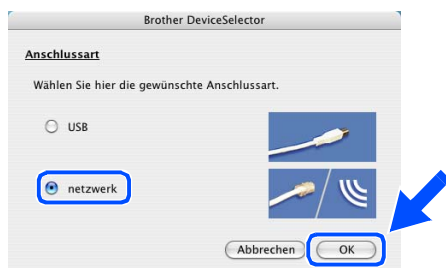 Brother DeviceSelector
Anschlussart
Wählen Sie hier die gewünschte Anschlussart.
USB
netzwerk
Abbrechen OK